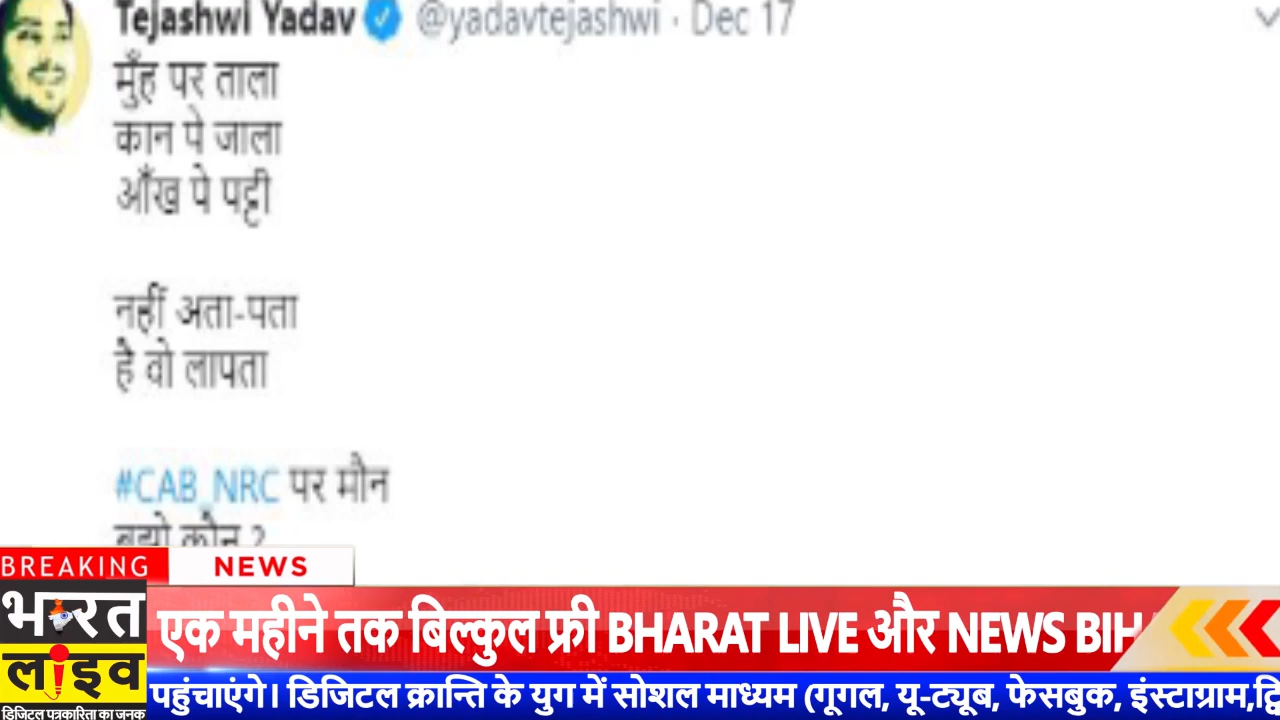 Tejashwi Yadav @yadavtejashwi · Dec 17
मुँह पर ताला
कान पे जाला
आँख पे पट्टी
नहीं अता-पता
है वो लापता
#CAB_NRC पर मौन
बूझो कौन ?
BREAKING NEWS
भारत
लाइव
डिजिटल पत्रकारिता का जनक
एक महीने तक बिल्कुल फ्री BHARAT LIVE और NEWS BIH
पहुंचाएंगे। डिजिटल क्रान्ति के युग में सोशल माध्यम (गूगल, यू-ट्यूब, फेसबुक, इंस्टाग्राम,